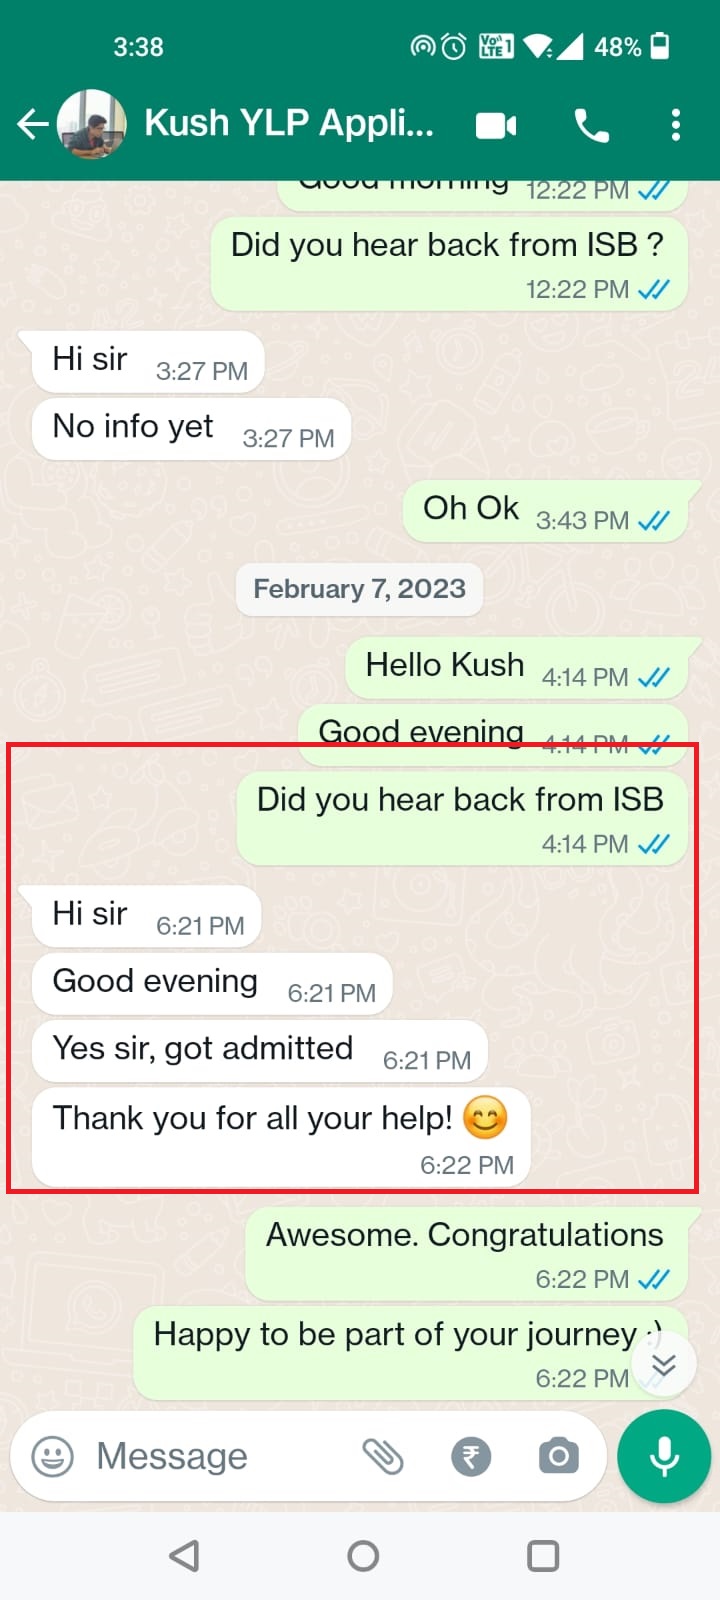 3:38
Vo)) LTE 1 48%
Kush YLP Appli...
Good morning 12:22 PM
Did you hear back from ISB ?
12:22 PM
Hi sir 3:27 PM
No info yet 3:27 PM
Oh Ok 3:43 PM
February 7, 2023
Hello Kush 4:14 PM
Good evening 4:14 PM
Did you hear back from ISB
4:14 PM
Hi sir 6:21 PM
Good evening 6:21 PM
Yes sir, got admitted 6:21 PM
Thank you for all your help! 😊
6:22 PM
Awesome. Congratulations
6:22 PM
Happy to be part of your journey :)
6:22 PM
Message ₹